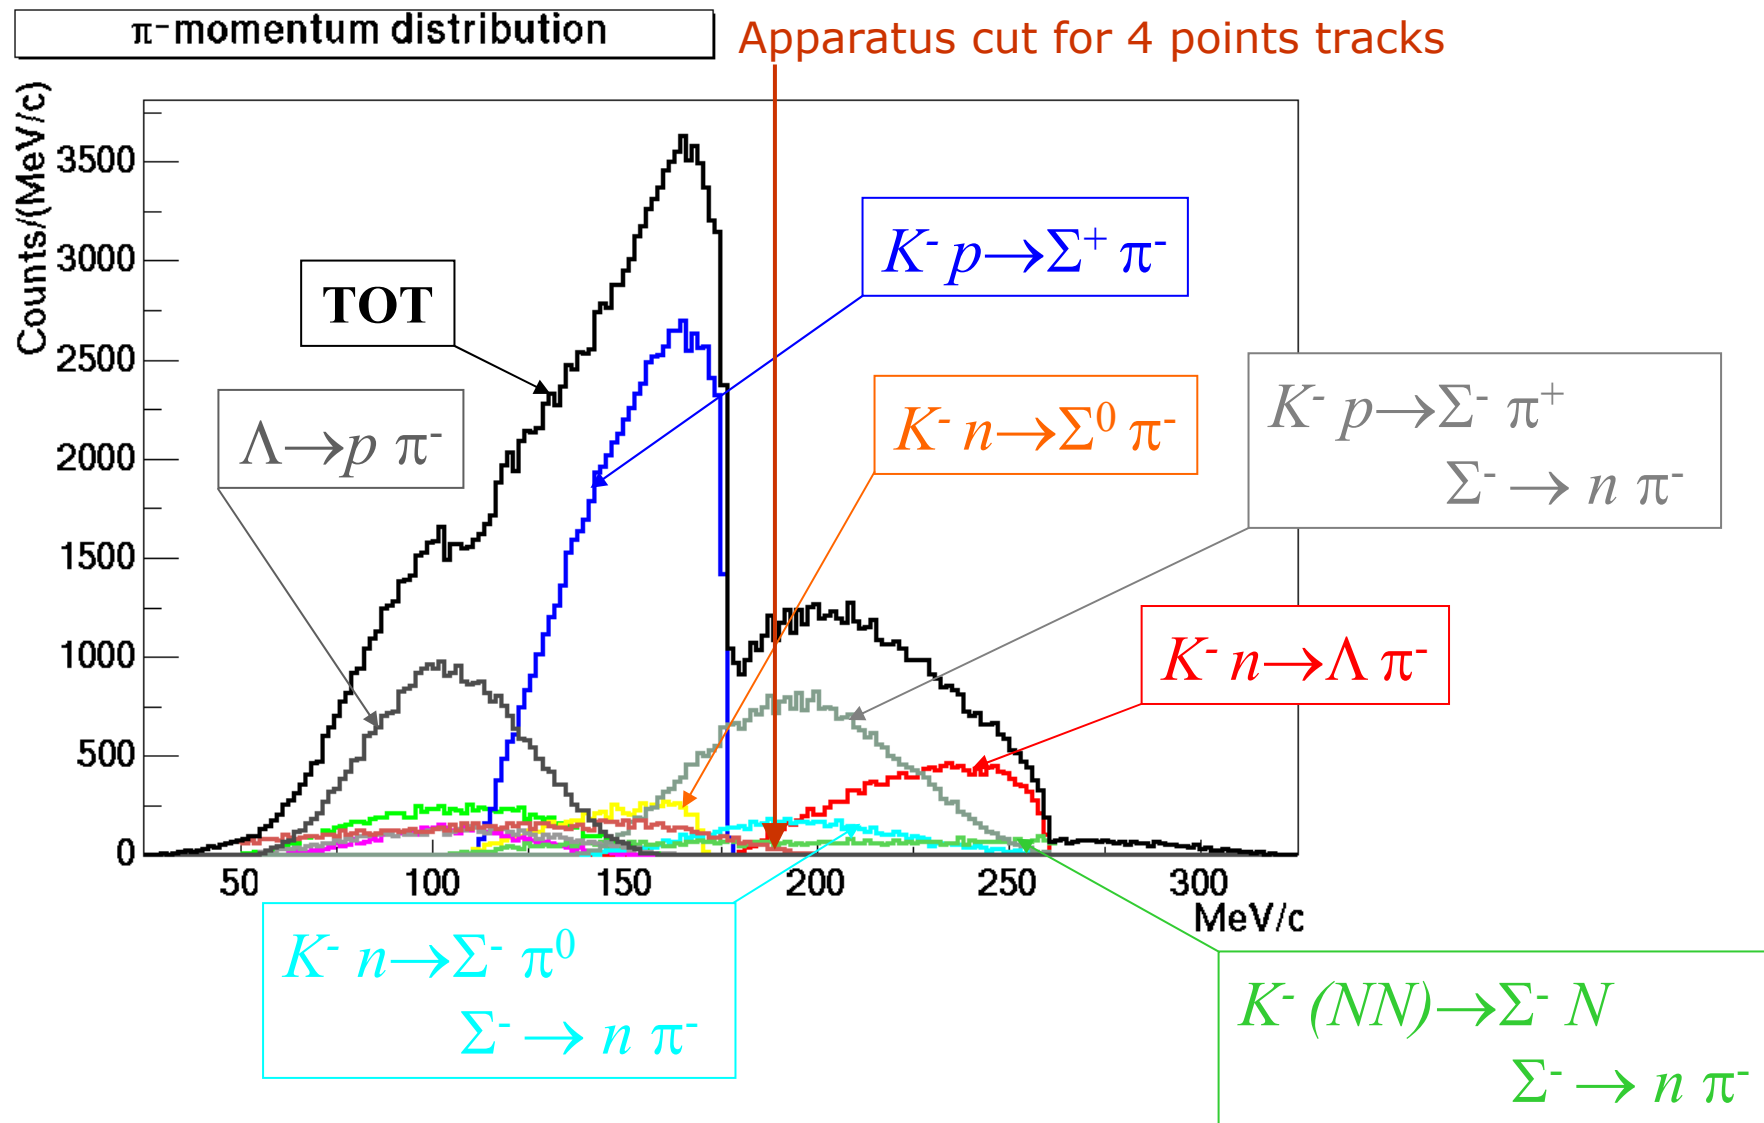 π-momentum distribution
Apparatus cut for 4 points tracks
Counts/(MeV/c)
3500
3000
2500
2000
1500
1000
500
0
50 100 150 200 250 300
MeV/c
TOT
Λ→p π⁻
K⁻ p→Σ⁺ π⁻
K⁻ n→Σ⁰ π⁻
K⁻ p→Σ⁻ π⁺
Σ⁻ → n π⁻
K⁻ n→Λ π⁻
K⁻ n→Σ⁻ π⁰
Σ⁻ → n π⁻
K⁻ (NN)→Σ⁻ N
Σ⁻ → n π⁻